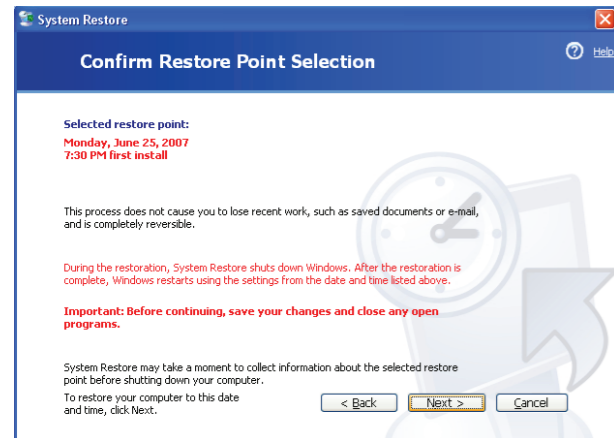 System Restore
Confirm Restore Point Selection
Help
Selected restore point:
Monday, June 25, 2007
7:30 PM first install
This process does not cause you to lose recent work, such as saved documents or e-mail,
and is completely reversible.
During the restoration, System Restore shuts down Windows. After the restoration is
complete, Windows restarts using the settings from the date and time listed above.
Important: Before continuing, save your changes and close any open
programs.
System Restore may take a moment to collect information about the selected restore
point before shutting down your computer.
To restore your computer to this date
and time, click Next.
< Back Next > Cancel